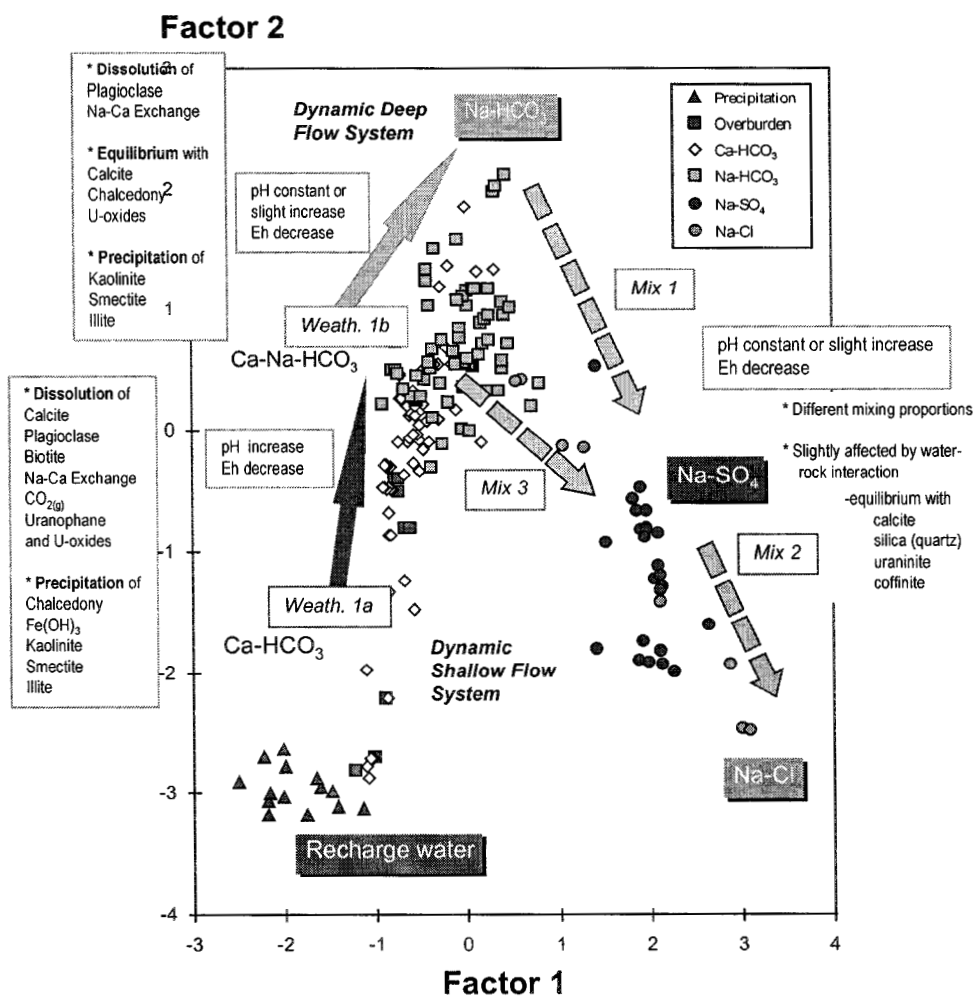 Factor 2
* Dissolution of
Plagioclase
Na-Ca Exchange
* Equilibrium with
Calcite
Chalcedony
U-oxides
* Precipitation of
Kaolinite
Smectite
Illite
3
2
1
0
-1
-2
-3
-4
Dynamic Deep
Flow System
Na-HCO₃
Precipitation
Overburden
Ca-HCO₃
Na-HCO₃
Na-SO₄
Na-Cl
pH constant or
slight increase
Eh decrease
Mix 1
Weath. 1b
Ca-Na-HCO₃
pH constant or slight increase
Eh decrease
* Dissolution of
Calcite
Plagioclase
Biotite
Na-Ca Exchange
CO₂₍g₎
Uranophane
and U-oxides
* Precipitation of
Chalcedony
Fe(OH)₃
Kaolinite
Smectite
Illite
pH increase
Eh decrease
* Different mixing proportions
* Slightly affected by water-
rock interaction
-equilibrium with
calcite
silica (quartz)
uraninite
coffinite
Mix 3
Na-SO₄
Mix 2
Weath. 1a
Ca-HCO₃
Dynamic
Shallow Flow
System
Na-Cl
Recharge water
-3
-2
-1
0
1
2
3
4
Factor 1